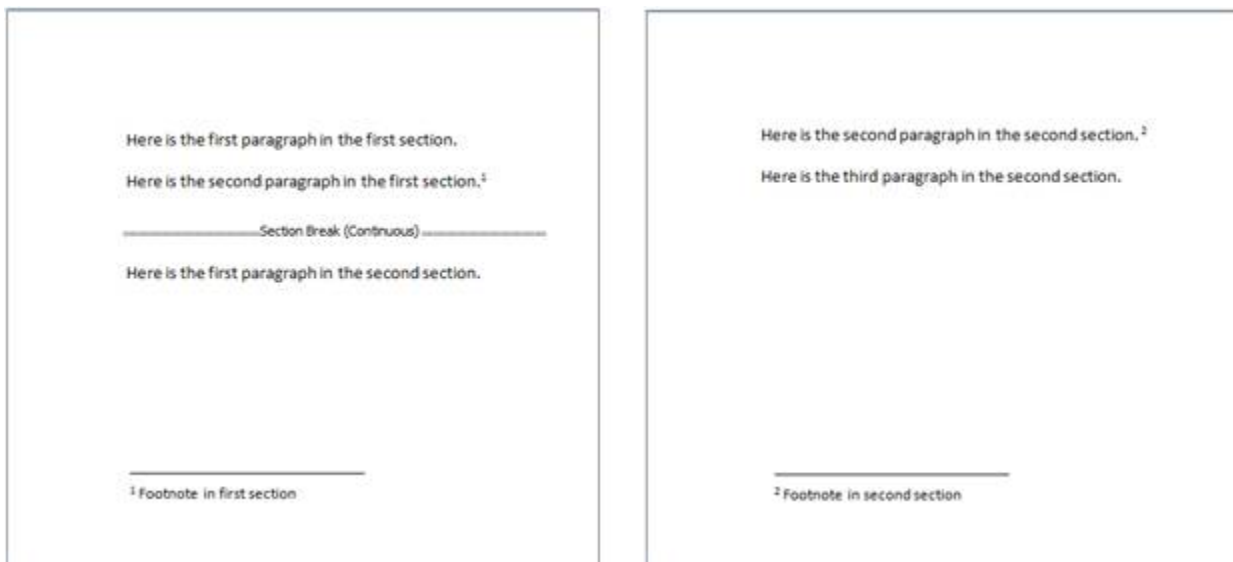 Here is the first paragraph in the first section.
Here is the second paragraph in the first section.¹
Section Break (Continuous)
Here is the first paragraph in the second section.
¹ Footnote in first section
Here is the second paragraph in the second section. ²
Here is the third paragraph in the second section.
² Footnote in second section